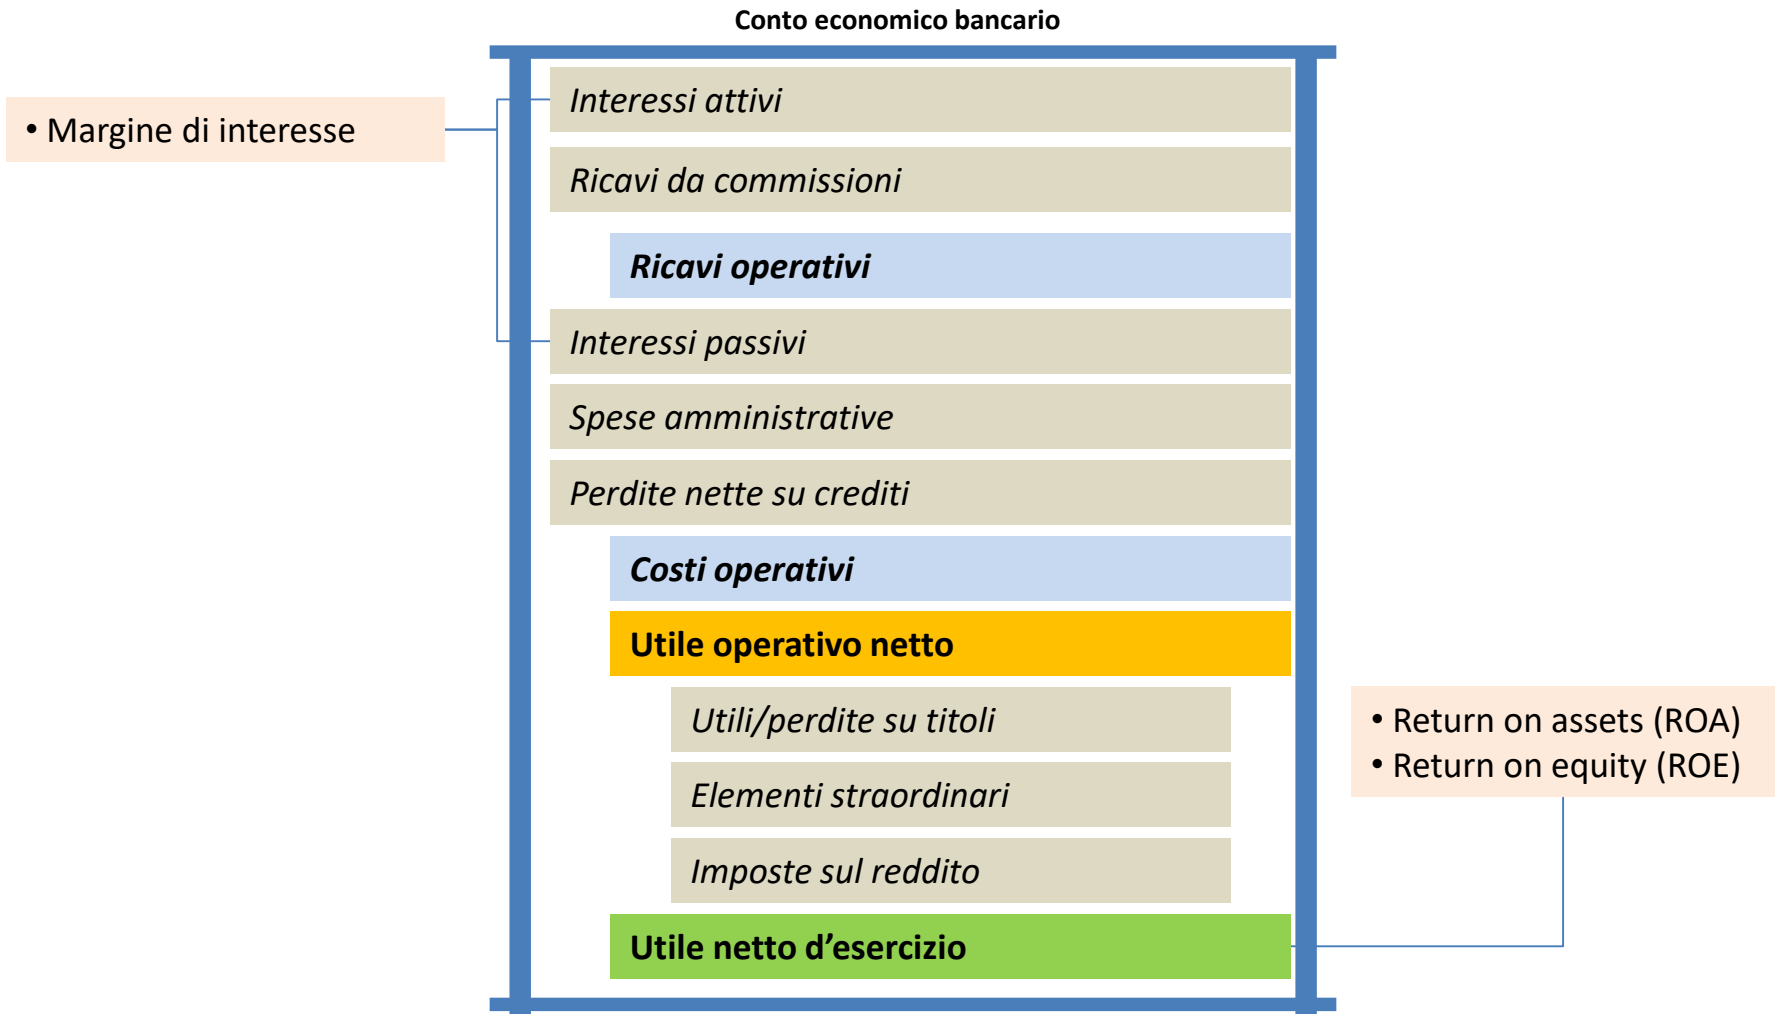 Conto economico bancario
Interessi attivi
• Margine di interesse
Ricavi da commissioni
Ricavi operativi
Interessi passivi
Spese amministrative
Perdite nette su crediti
Costi operativi
Utile operativo netto
Utili/perdite su titoli
• Return on assets (ROA)
• Return on equity (ROE)
Elementi straordinari
Imposte sul reddito
Utile netto d’esercizio